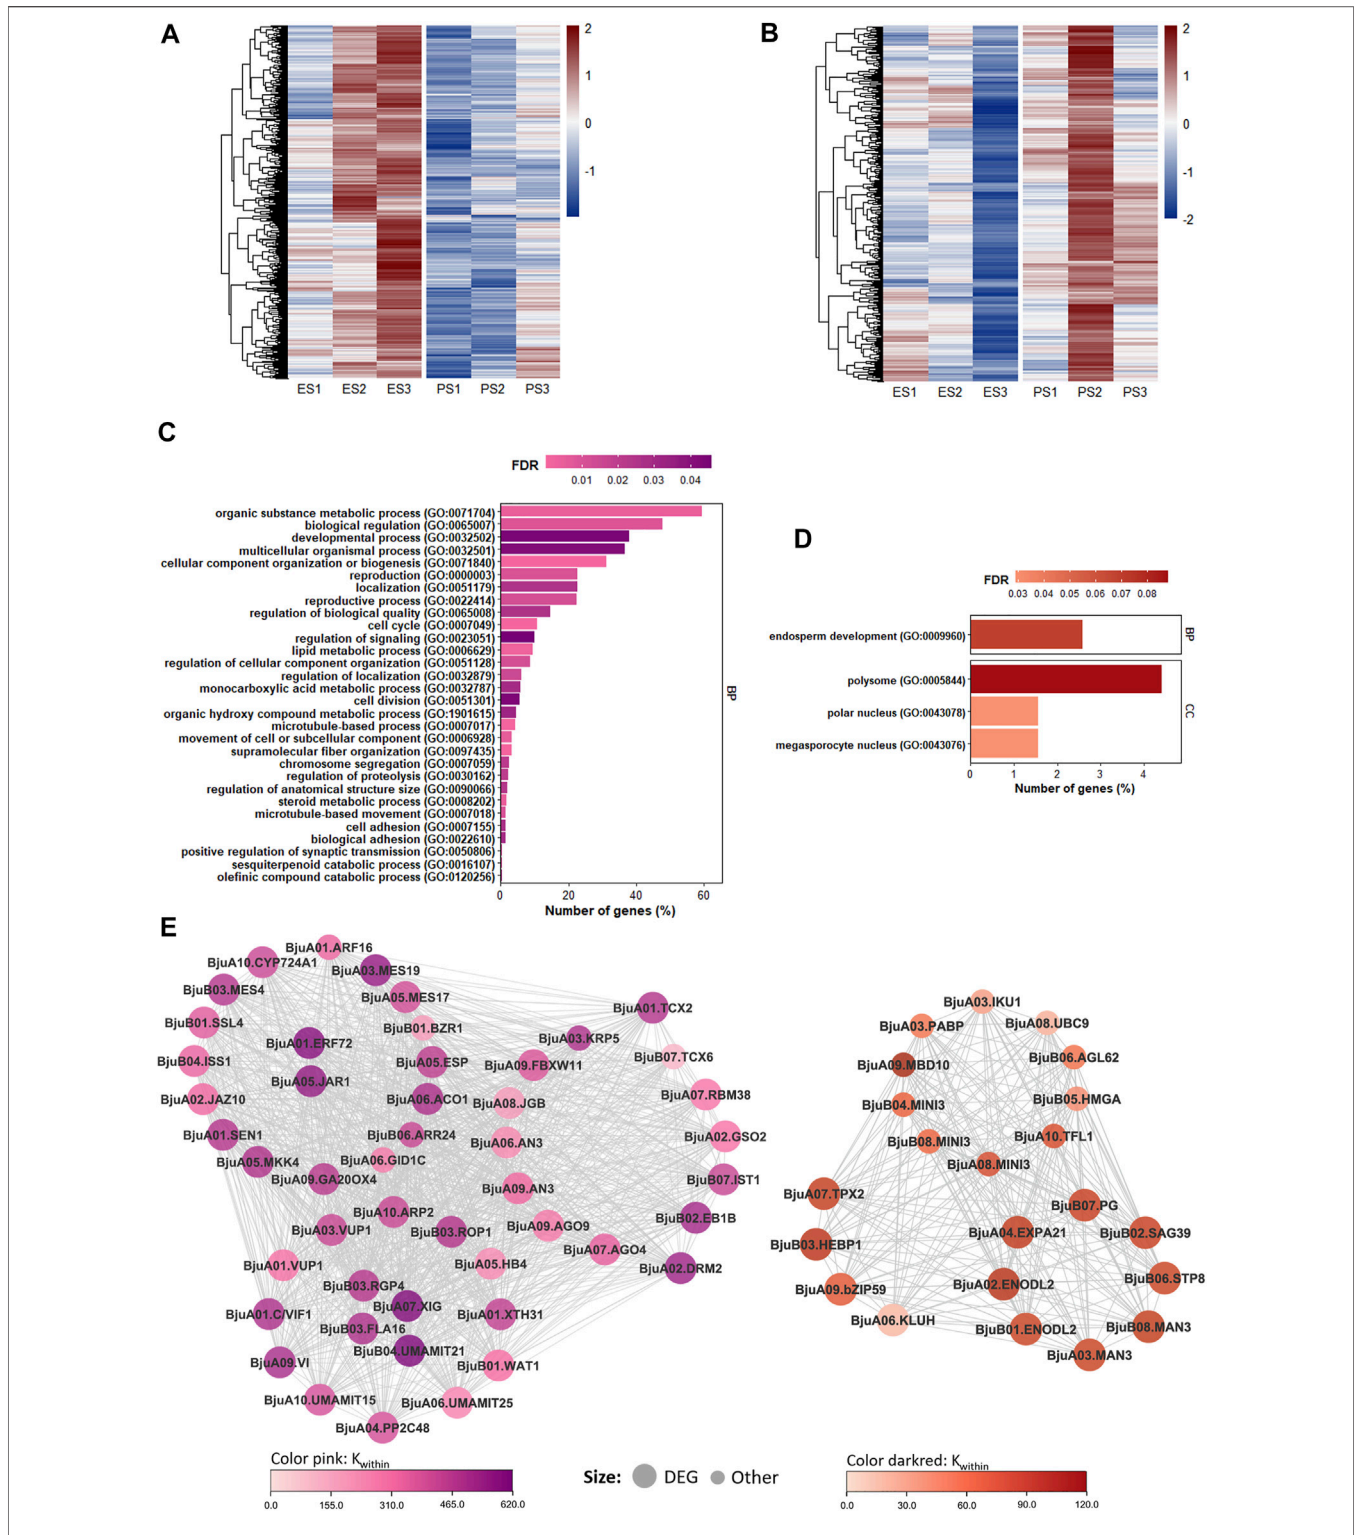 A
2
1
0
-1
ES1 ES2 ES3 PS1 PS2 PS3
B
2
1
0
-1
-2
ES1 ES2 ES3 PS1 PS2 PS3
C
FDR
0.01 0.02 0.03 0.04
organic substance metabolic process (GO:0071704)
biological regulation (GO:0065007)
developmental process (GO:0032502)
multicellular organismal process (GO:0032501)
cellular component organization or biogenesis (GO:0071840)
reproduction (GO:0000003)
localization (GO:0051179)
reproductive process (GO:0022414)
regulation of biological quality (GO:0065008)
cell cycle (GO:0007049)
regulation of signaling (GO:0023051)
lipid metabolic process (GO:0006629)
regulation of cellular component organization (GO:0051128)
regulation of localization (GO:0032879)
monocarboxylic acid metabolic process (GO:0032787)
cell division (GO:0051301)
organic hydroxy compound metabolic process (GO:1901615)
microtubule-based process (GO:0007017)
movement of cell or subcellular component (GO:0006928)
supramolecular fiber organization (GO:0097435)
chromosome segregation (GO:0007059)
regulation of proteolysis (GO:0030162)
regulation of anatomical structure size (GO:0090066)
steroid metabolic process (GO:0008202)
microtubule-based movement (GO:0007018)
cell adhesion (GO:0007155)
biological adhesion (GO:0022610)
positive regulation of synaptic transmission (GO:0050806)
sesquiterpenoid catabolic process (GO:0016107)
olefinic compound catabolic process (GO:0120256)
BP
0 20 40 60
Number of genes (%)
D
FDR
0.03 0.04 0.05 0.06 0.07 0.08
endosperm development (GO:0009960)
BP
polysome (GO:0005844)
polar nucleus (GO:0043078)
megasporocyte nucleus (GO:0043076)
CC
0 1 2 3 4
Number of genes (%)
E
BjuA01.ARF16
BjuA10.CYP724A1
BjuA03.MES19
BjuB03.MES4
BjuA05.MES17
BjuB01.SSL4
BjuB01.BZR1
BjuA01.TCX2
BjuA01.ERF72
BjuA03.KRP5
BjuB04.ISS1
BjuA05.ESP
BjuA09.FBXW11
BjuB07.TCX6
BjuA05.JAR1
BjuA02.JAZ10
BjuA06.ACO1
BjuA08.JGB
BjuA07.RBM38
BjuA01.SEN1
BjuB06.ARR24
BjuA06.AN3
BjuA02.GSO2
BjuA05.MKK4
BjuA06.GID1C
BjuA09.GA20OX4
BjuA09.AN3
BjuB07.IST1
BjuA10.ARP2
BjuA03.VUP1
BjuB03.ROP1
BjuA09.AGO9
BjuB02.EB1B
BjuA07.AGO4
BjuA01.VUP1
BjuA05.HB4
BjuA02.DRM2
BjuB03.RGP4
BjuA07.XIG
BjuA01.C/VIF1
BjuA01.XTH31
BjuB03.FLA16
BjuB04.UMAMIT21
BjuA09.VI
BjuB01.WAT1
BjuA10.UMAMIT15
BjuA06.UMAMIT25
BjuA04.PP2C48
BjuA03.IKU1
BjuA03.PABP
BjuA08.UBC9
BjuA09.MBD10
BjuB06.AGL62
BjuB04.MINI3
BjuB05.HMGA
BjuB08.MINI3
BjuA10.TFL1
BjuA08.MINI3
BjuA07.TPX2
BjuB07.PG
BjuB03.HEBP1
BjuA04.EXPA21
BjuB02.SAG39
BjuA09.bZIP59
BjuA02.ENODL2
BjuB06.STP8
BjuA06.KLUH
BjuB01.ENODL2
BjuB08.MAN3
BjuA03.MAN3
Color pink: Kwithin
0.0 155.0 310.0 465.0 620.0
Size: DEG Other
Color darkred: Kwithin
0.0 30.0 60.0 90.0 120.0